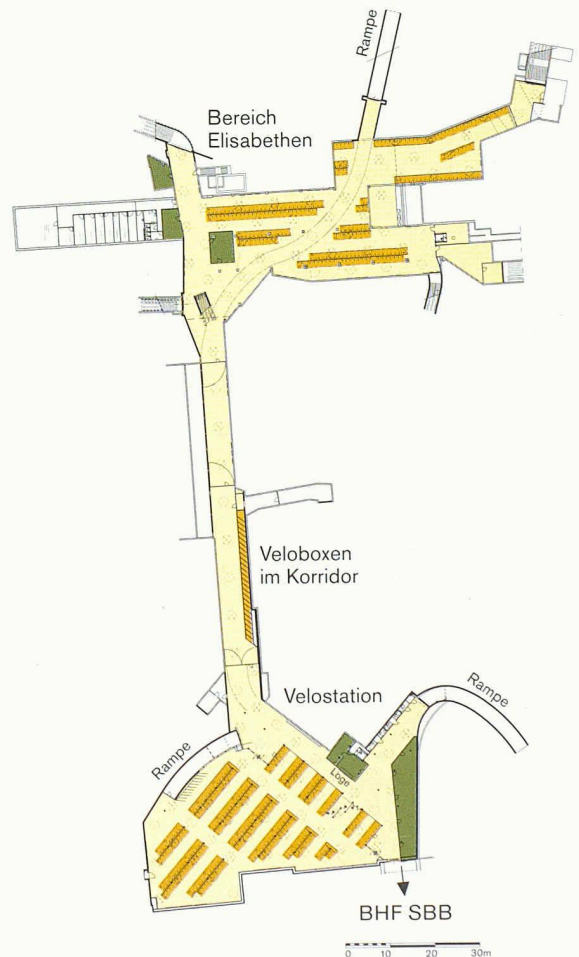 Rampe
Bereich
Elisabethen
Veloboxen
im Korridor
Velostation
Rampe
Rampe
Loge
BHF SBB
0 10 20 30m